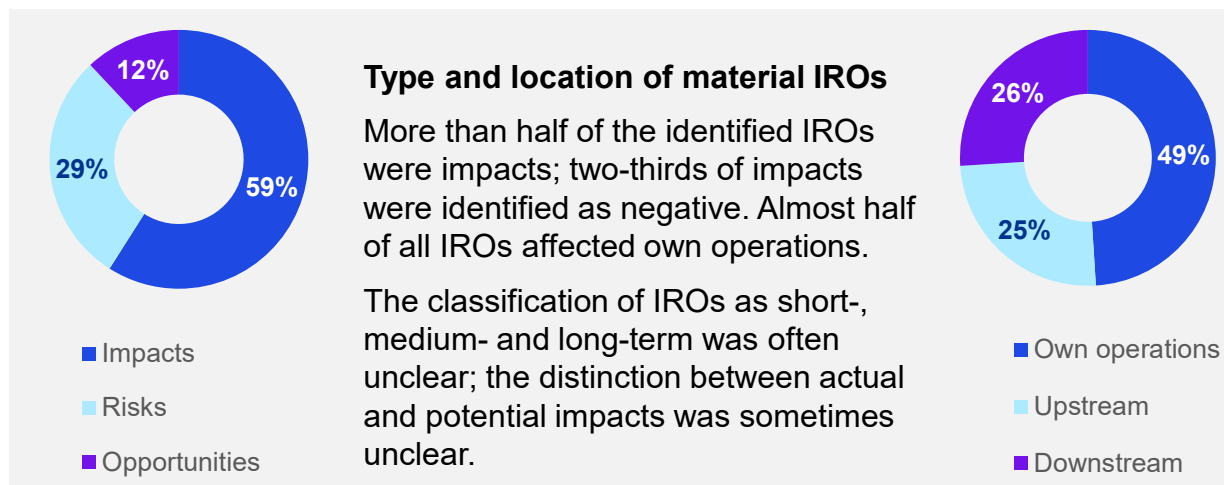 12%
29%
59%
Impacts
Risks
Opportunities
Type and location of material IROs
More than half of the identified IROs
were impacts; two-thirds of impacts
were identified as negative. Almost half
of all IROs affected own operations.
The classification of IROs as short-,
medium- and long-term was often
unclear; the distinction between actual
and potential impacts was sometimes
unclear.
26%
49%
25%
Own operations
Upstream
Downstream